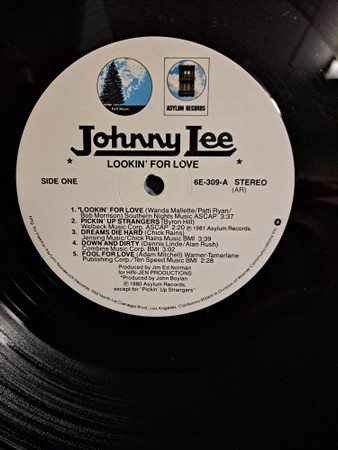 Full Moon
ASYLUM RECORDS
Johnny Lee
LOOKIN' FOR LOVE
SIDE ONE
6E-309-A STEREO
(AR)
1. *LOOKIN' FOR LOVE (Wanda Mallette/Patti Ryan/
Bob Morrison) Southern Nights Music ASCAP 3:37
2. PICKIN' UP STRANGERS (Byron Hill)
Welbeck Music Corp. ASCAP 2:20 ℗ 1981 Asylum Records,
3. DREAMS DIE HARD (Chick Rains)
Jensing Music/Chick Rains Music BMI 3:39
4. DOWN AND DIRTY (Dennis Linde/Alan Rush)
Combine Music Corp. BMI 3:02
5. FOOL FOR LOVE (Adam Mitchell) Warner-Tamerlane
Publishing Corp./Ten Speed Music BMI 2:28
Produced by Jim Ed Norman
for HIN-JEN PRODUCTIONS
*Produced by John Boylan
℗ 1980 Asylum Records,
except for "Pickin' Up Strangers"